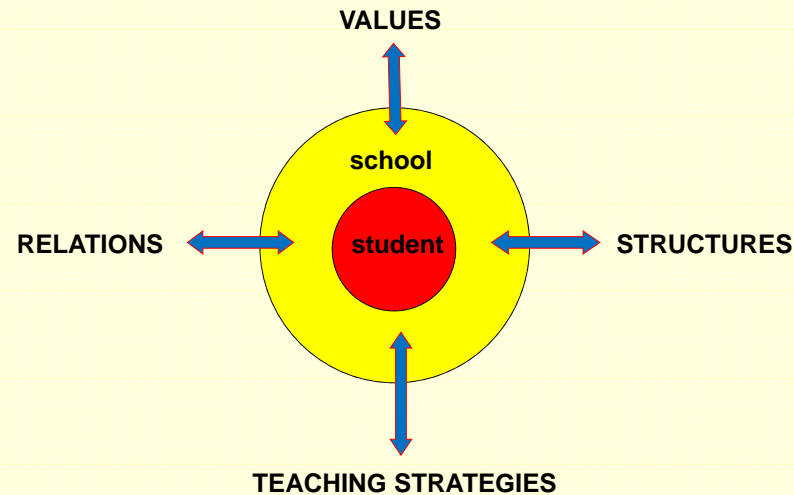 VALUES
school
RELATIONS
student
STRUCTURES
TEACHING STRATEGIES